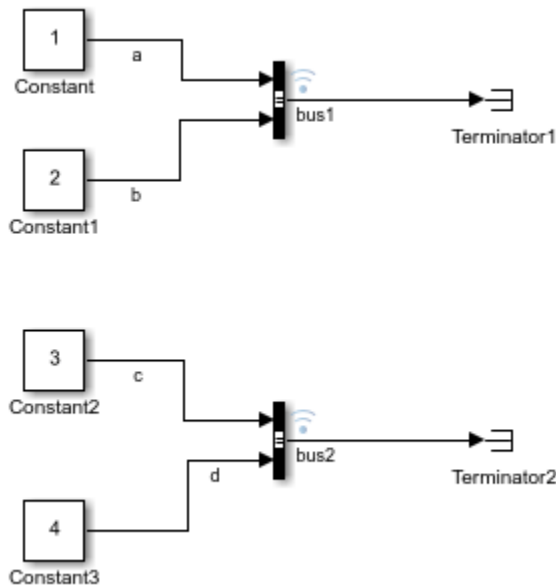 1
a
Constant
bus1
Terminator1
2
b
Constant1
3
c
Constant2
bus2
d
Terminator2
4
Constant3